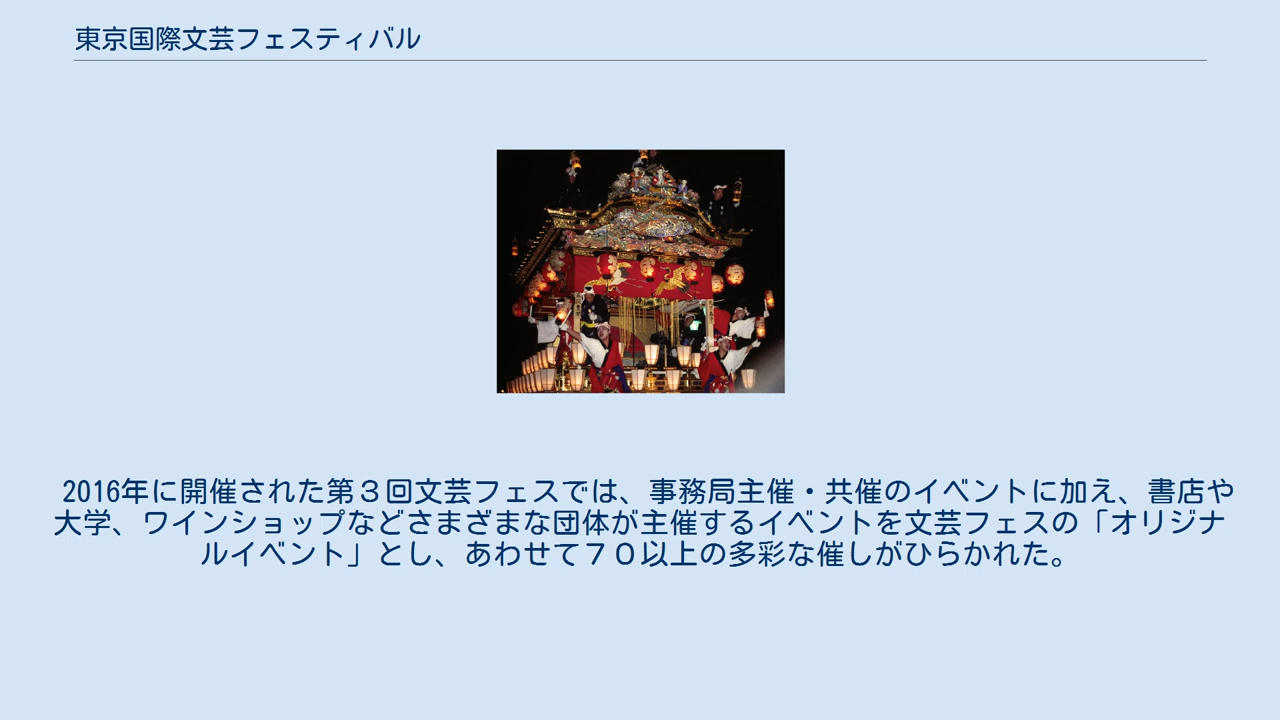 東京国際文芸フェスティバル
2016年に開催された第３回文芸フェスでは、事務局主催・共催のイベントに加え、書店や
大学、ワインショップなどさまざまな団体が主催するイベントを文芸フェスの「オリジナ
ルイベント」とし、あわせて７０以上の多彩な催しがひらかれた。